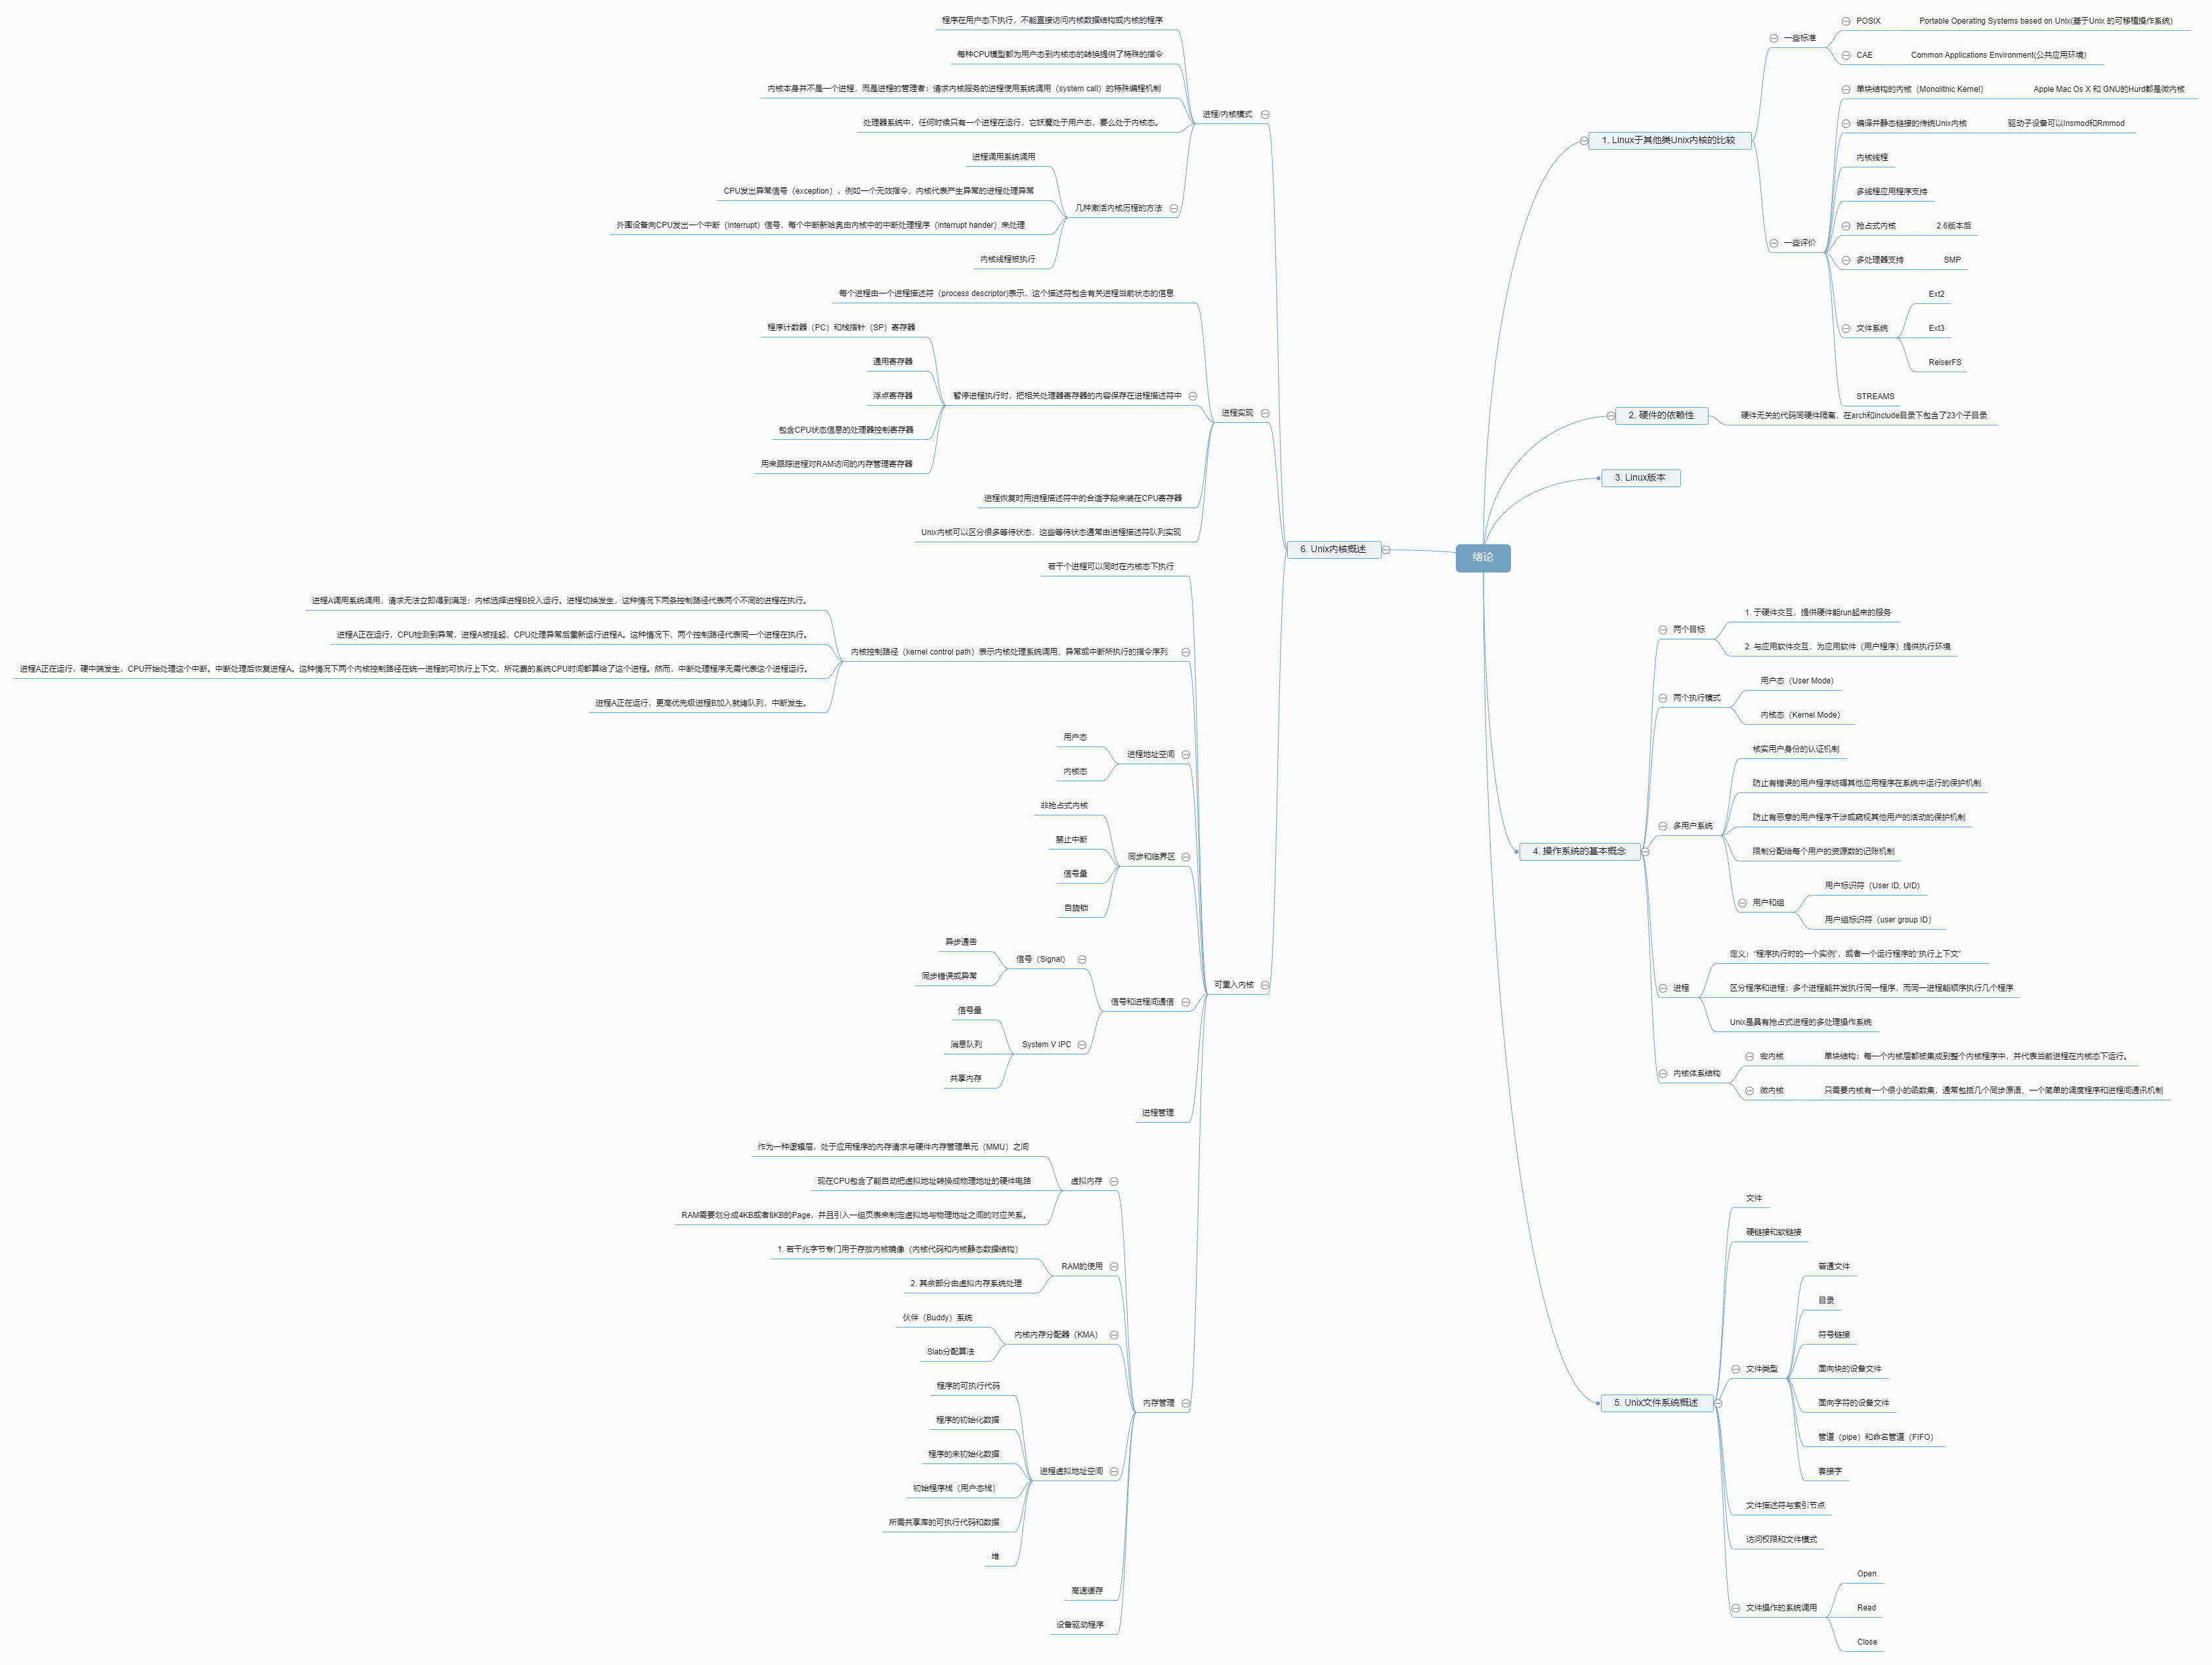 绪论
1. Linux于其他类Unix内核的比较
一些标准
POSIX
Portable Operating Systems based on Unix(基于Unix 的可移植操作系统)
CAE
Common Applications Environment(公共应用环境)
一些评价
单块结构的内核（Monolithic Kernel）
Apple Mac Os X 和 GNU的Hurd都是微内核
编译并静态链接的传统Unix内核
驱动子设备可以Insmod和Rmmod
内核线程
多线程应用程序支持
抢占式内核
2.6版本后
多处理器支持
SMP
文件系统
Ext2
Ext3
ReiserFS
STREAMS
2. 硬件的依赖性
硬件无关的代码同硬件隔离，在arch和include目录下包含了23个子目录
3. Linux版本
4. 操作系统的基本概念
两个目标
1. 于硬件交互，提供硬件能run起来的服务
2. 与应用软件交互，为应用软件（用户程序）提供执行环境
两个执行模式
用户态（User Mode）
内核态（Kernel Mode）
多用户系统
核实用户身份的认证机制
防止有错误的用户程序妨碍其他应用程序在系统中运行的保护机制
防止有恶意的用户程序干涉或窥视其他用户的活动的保护机制
限制分配给每个用户的资源数的记账机制
用户和组
用户标识符（User ID, UID）
用户组标识符（user group ID）
进程
定义：“程序执行时的一个实例”，或者一个运行程序的“执行上下文”
区分程序和进程：多个进程能并发执行同一程序，而同一进程能顺序执行几个程序
Unix是具有抢占式进程的多处理操作系统
内核体系结构
宏内核
单块结构：每一个内核层都被集成到整个内核程序中，并代表当前进程在内核态下运行。
微内核
只需要内核有一个很小的函数集，通常包括几个同步原语、一个简单的调度程序和进程间通讯机制
5. Unix文件系统概述
文件
硬链接和软链接
文件类型
普通文件
目录
符号链接
面向块的设备文件
面向字符的设备文件
管道（pipe）和命名管道（FIFO）
套接字
文件描述符与索引节点
访问权限和文件模式
文件操作的系统调用
Open
Read
Close
6. Unix内核概述
进程/内核模式
程序在用户态下执行，不能直接访问内核数据结构或内核的程序
每种CPU模型都为用户态到内核态的转换提供了特殊的指令
内核本身并不是一个进程，而是进程的管理者：请求内核服务的进程使用系统调用（system call）的特殊编程机制
处理器系统中，任何时候只有一个进程在运行，它妖魔处于用户态，要么处于内核态。
几种激活内核历程的方法
进程调用系统调用
CPU发出异常信号（exception），例如一个无效指令，内核代表产生异常的进程处理异常
外围设备向CPU发出一个中断（interrupt）信号，每个中断新哈奥由内核中的中断处理程序（interrupt hander）来处理
内核线程被执行
进程实现
每个进程由一个进程描述符（process descriptor)表示，这个描述符包含有关进程当前状态的信息
暂停进程执行时，把相关处理器寄存器的内容保存在进程描述符中
程序计数器（PC）和栈指针（SP）寄存器
通用寄存器
浮点寄存器
包含CPU状态信息的处理器控制寄存器
用来跟踪进程对RAM访问的内存管理寄存器
进程恢复时用进程描述符中的合适字段来装在CPU寄存器
Unix内核可以区分很多等待状态，这些等待状态通常由进程描述符队列实现
可重入内核
若干个进程可以同时在内核态下执行
内核控制路径（kernel control path）表示内核处理系统调用、异常或中断所执行的指令序列
进程A调用系统调用，请求无法立即得到满足；内核选择进程B投入运行。进程切换发生，这种情况下两条控制路径代表两个不同的进程在执行。
进程A正在运行，CPU检测到异常，进程A被挂起，CPU处理异常后重新运行进程A。这种情况下，两个控制路径代表同一个进程在执行。
进程A正在运行，硬中端发生，CPU开始处理这个中断。中断处理后恢复进程A。这种情况下两个内核控制路径在统一进程的可执行上下文，所花费的系统CPU时间都算给了这个进程。然而，中断处理程序无需代表这个进程运行。
进程A正在运行，更高优先级进程B加入就绪队列，中断发生。
进程地址空间
用户态
内核态
同步和临界区
非抢占式内核
禁止中断
信号量
自旋锁
信号和进程间通信
信号（Signal）
异步通告
同步错误或异常
System V IPC
信号量
消息队列
共享内存
进程管理
内存管理
虚拟内存
作为一种逻辑层，处于应用程序的内存请求与硬件内存管理单元（MMU）之间
现在CPU包含了能自动把虚拟地址转换成物理地址的硬件电路
RAM需要划分成4KB或者8KB的Page，并且引入一组页表来制定虚拟地与物理地址之间的对应关系。
RAM的使用
1. 若干兆字节专门用于存放内核镜像（内核代码和内核静态数据结构）
2. 其余部分由虚拟内存系统处理
内核内存分配器（KMA）
伙伴（Buddy）系统
Slab分配算法
进程虚拟地址空间
程序的可执行代码
程序的初始化数据
程序的未初始化数据
初始程序栈（用户态栈）
所需共享库的可执行代码和数据
堆
高速缓存
设备驱动程序